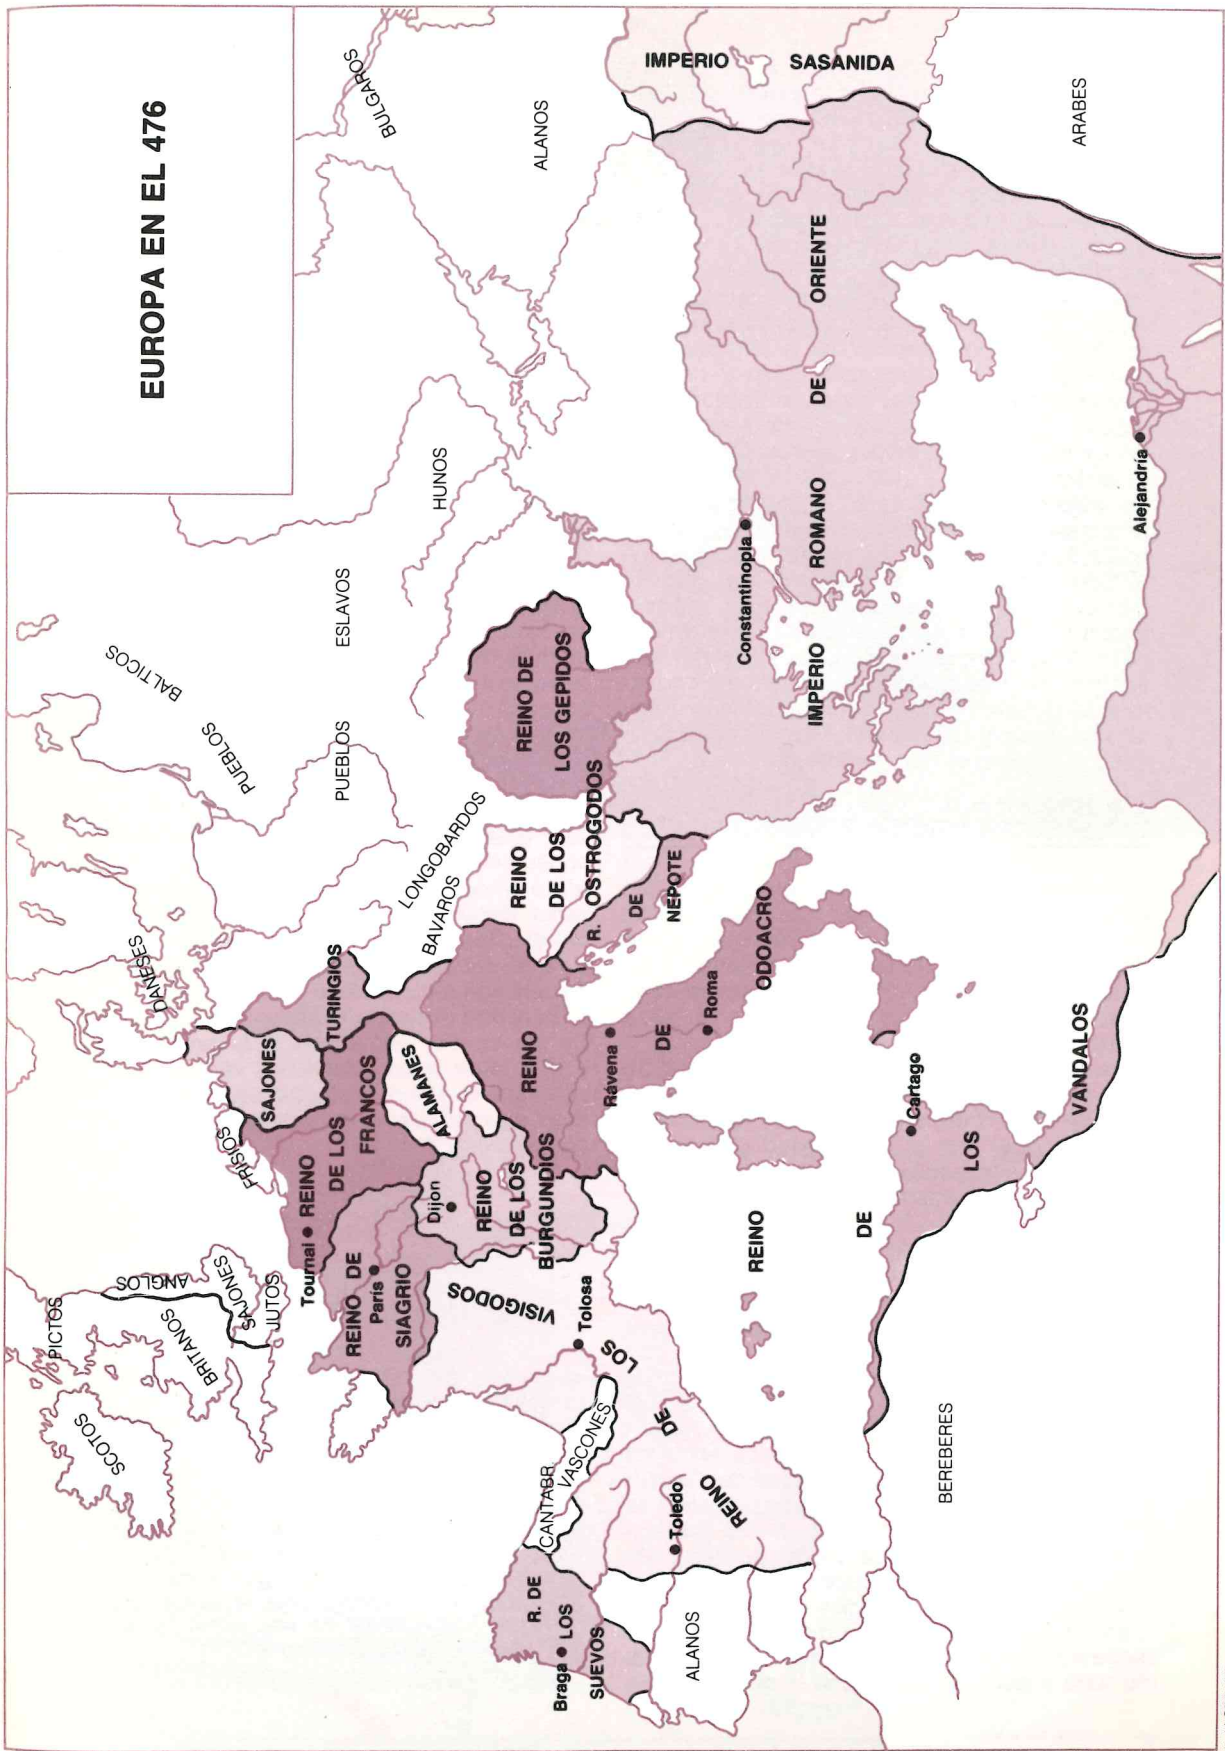 EUROPA EN EL 476
PICTOS
SCOTOS
BRITANOS
ANGLOS
SAJONES
JUTOS
DANESES
FRISIOS
SAJONES
TURINGIOS
PUEBLOS
BALTICOS
PUEBLOS
ESLAVOS
HUNOS
BULGAROS
ALANOS
LONGOBARDOS
BAVAROS
Tournai
REINO
DE LOS
FRANCOS
REINO DE
Paris
SIAGRIO
ALAMANES
Dijon
REINO
DE LOS
BURGUNDIOS
VISIGODOS
LOS
DE
REINO
Tolosa
Toledo
CANTABR.
VASCONES
R. DE
LOS
SUEVOS
Braga
ALANOS
REINO
DE
ODOACRO
Rávena
Roma
REINO
DE LOS
OSTROGODOS
R.
DE
NEPOTE
REINO DE
LOS GEPIDOS
Constantinopla
IMPERIO
ROMANO
DE
ORIENTE
IMPERIO
SASANIDA
ARABES
Alejandría
REINO
DE
LOS
VANDALOS
Cartago
BEREBERES